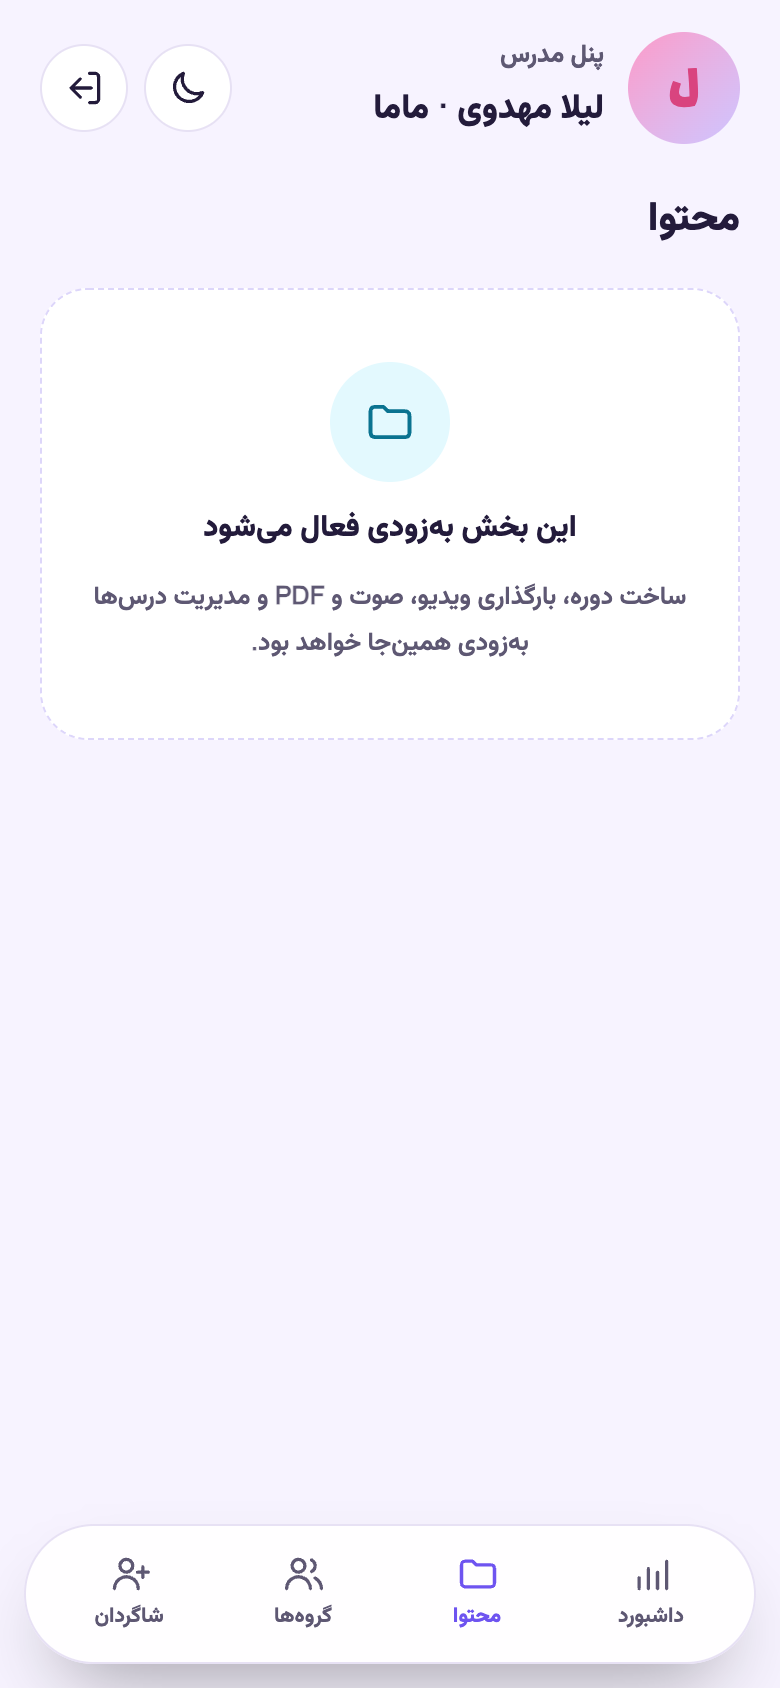 ل
پنل مدرس
لیلا مهدوی · ماما
محتوا
این بخش به‌زودی فعال می‌شود
ساخت دوره، بارگذاری ویدیو، صوت و PDF و مدیریت درس‌ها
به‌زودی همین‌جا خواهد بود.
داشبورد
محتوا
گروه‌ها
شاگردان